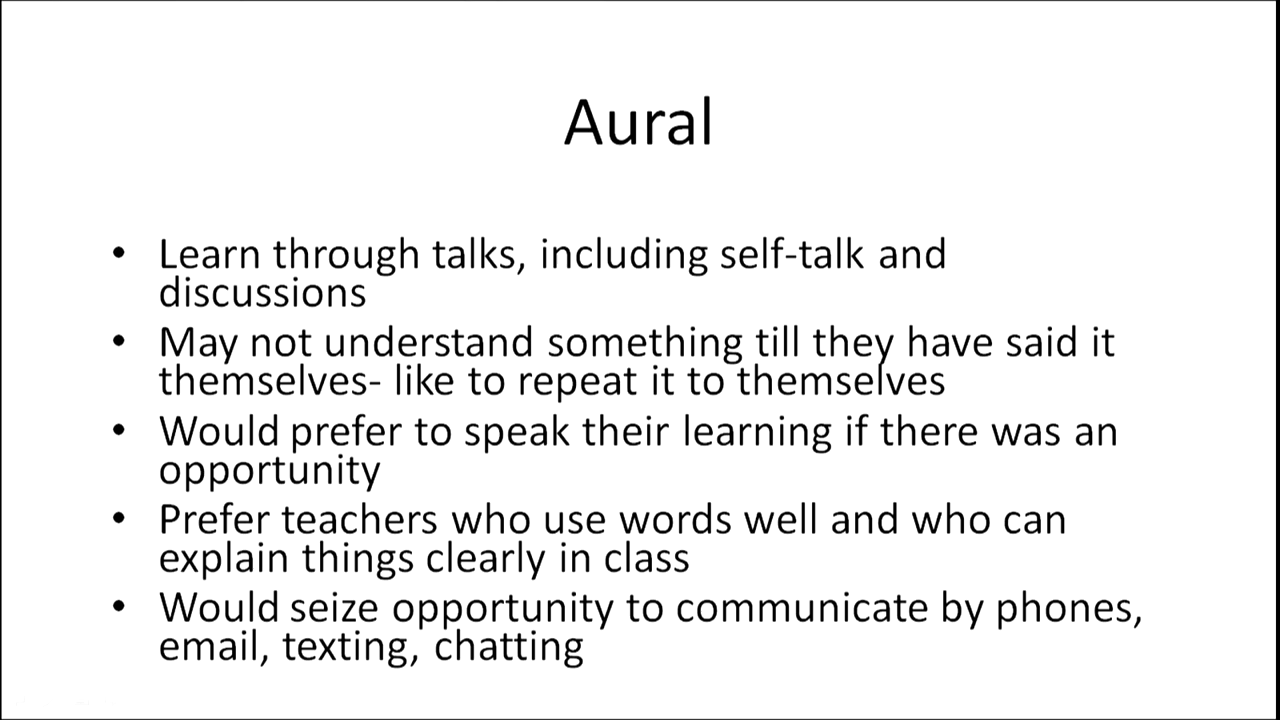 Aural
• Learn through talks, including self-talk and
discussions
• May not understand something till they have said it
themselves- like to repeat it to themselves
• Would prefer to speak their learning if there was an
opportunity
• Prefer teachers who use words well and who can
explain things clearly in class
• Would seize opportunity to communicate by phones,
email, texting, chatting